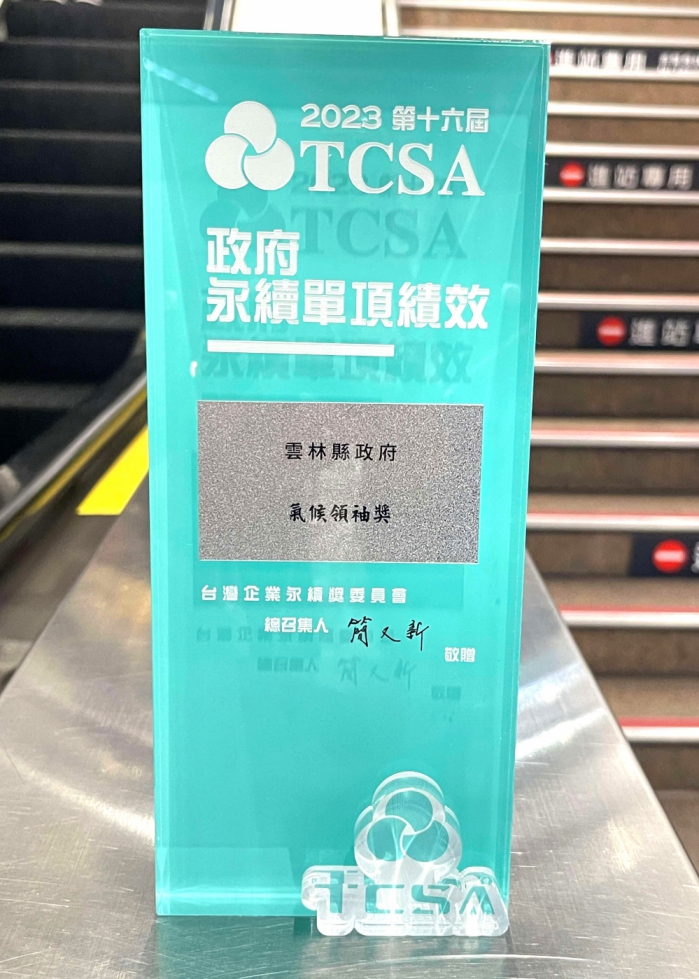 2023 第十六屆
TCSA
政府
永續單項績效
雲林縣政府
氣候領袖獎
台灣企業永續獎委員會
總召集人 簡又新
敬贈
TCSA
進站專用
進站專用
進站